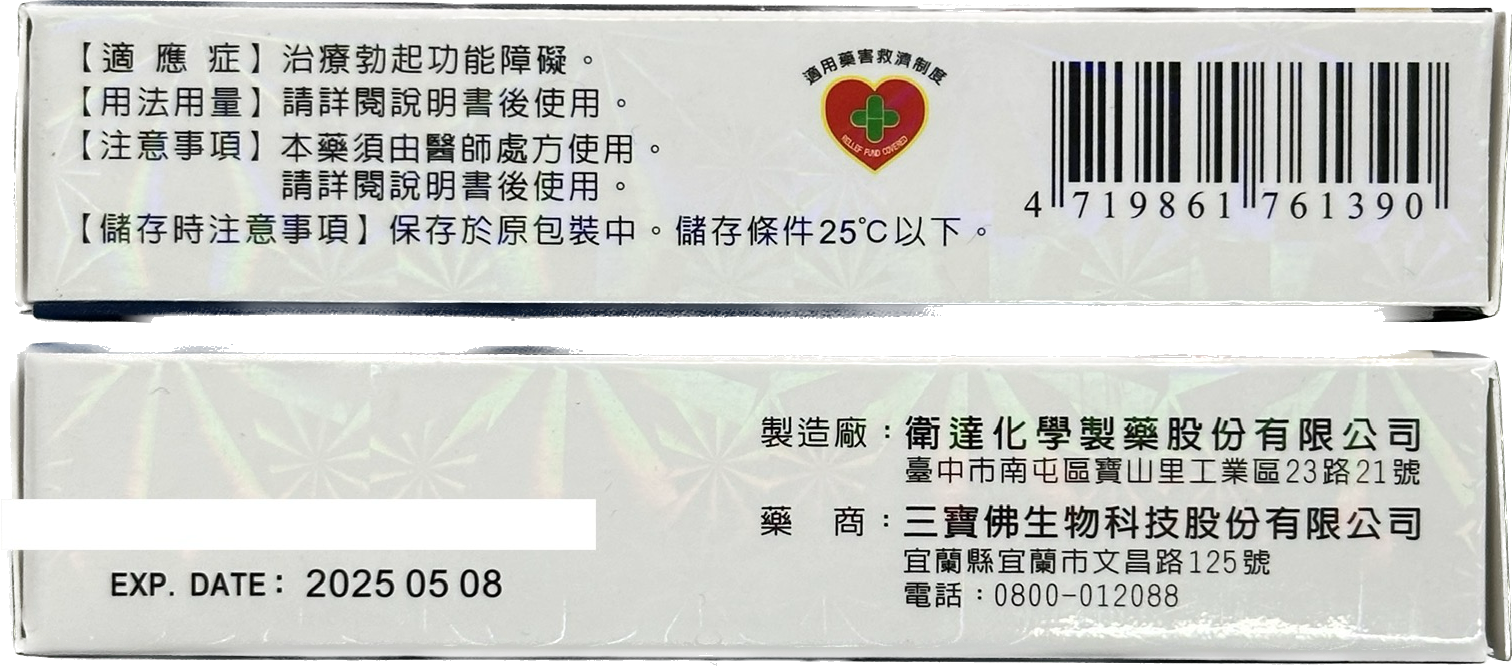 【適應症】治療勃起功能障礙。
【用法用量】請詳閱說明書後使用。
【注意事項】本藥須由醫師處方使用。
請詳閱說明書後使用。
【儲存時注意事項】保存於原包裝中。儲存條件25℃以下。
適用藥害救濟制度
RELIEF FUND COVERED
4 719861 761390
製造廠：衛達化學製藥股份有限公司
臺中市南屯區寶山里工業區23路21號
藥商：三寶佛生物科技股份有限公司
宜蘭縣宜蘭市文昌路125號
電話：0800-012088
EXP. DATE： 2025 05 08